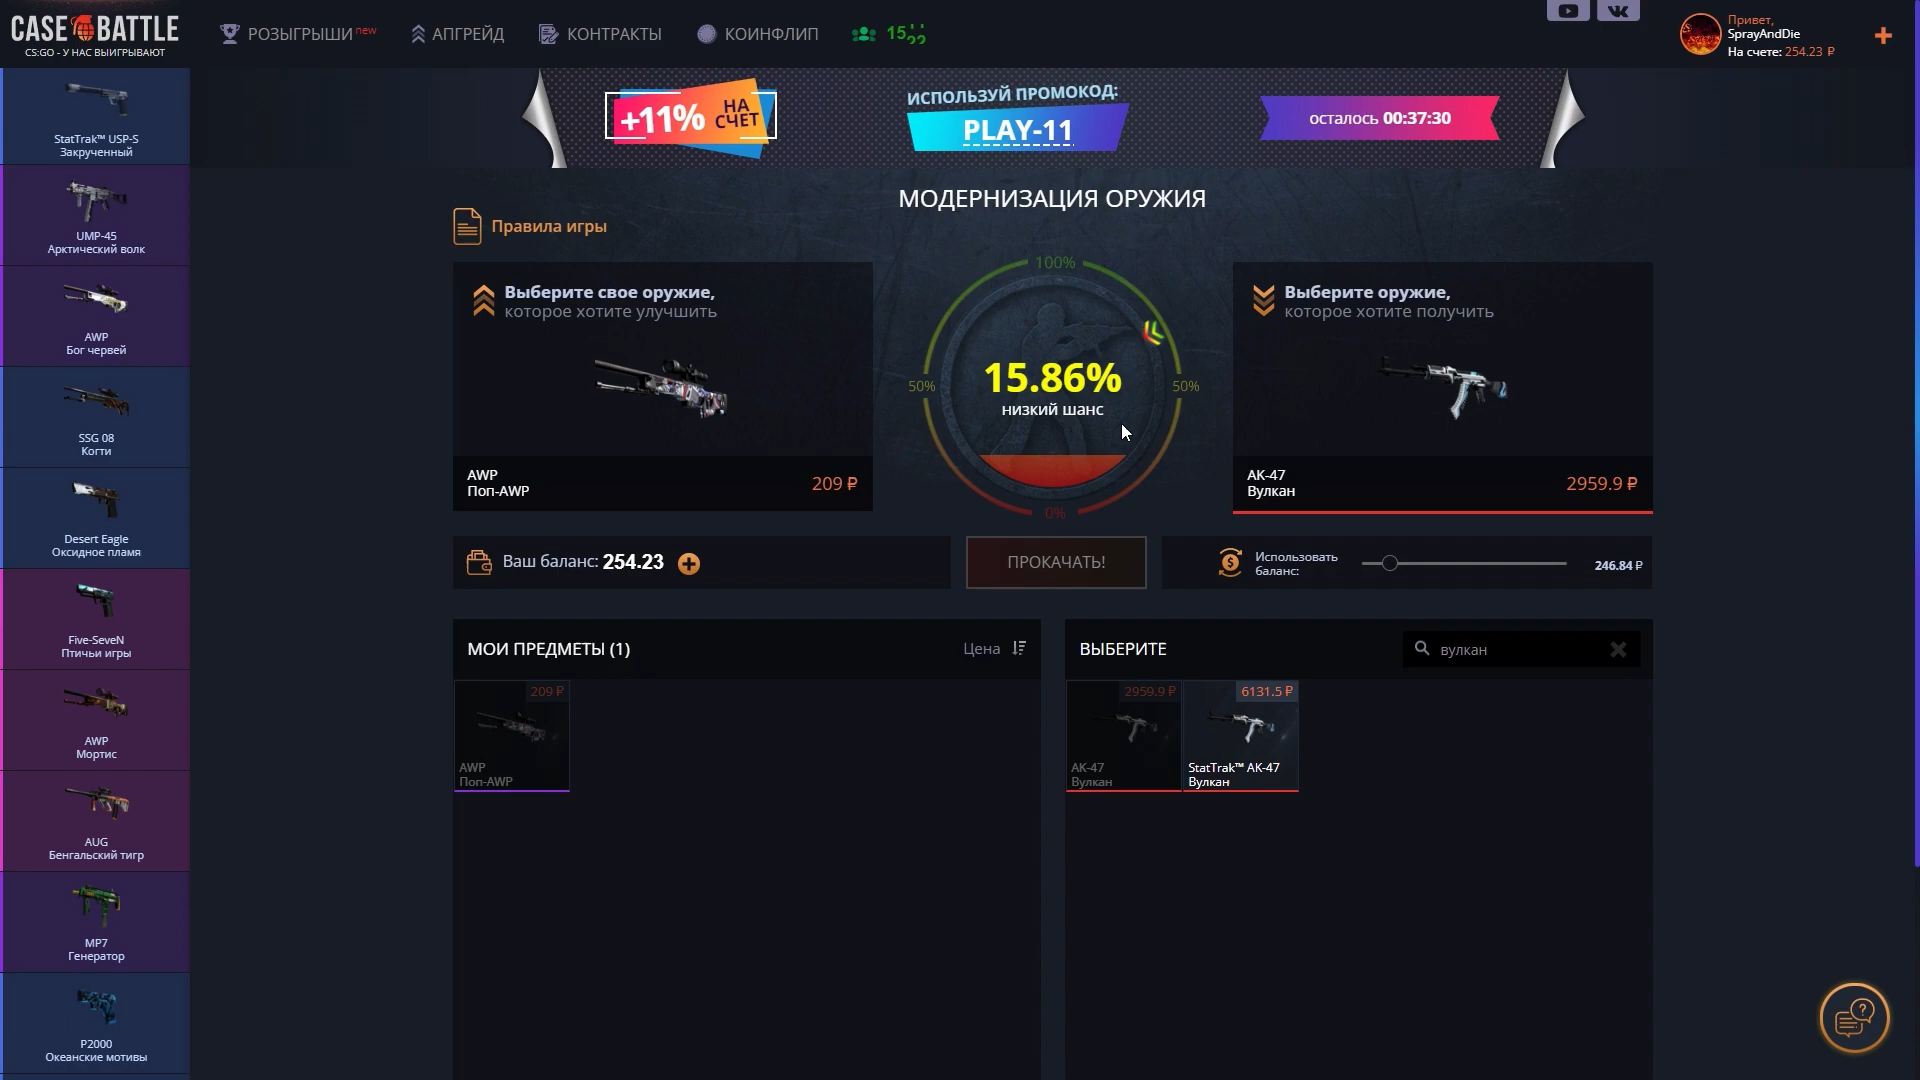 CASE BATTLE
CS:GO - У НАС ВЫИГРЫВАЮТ
РОЗЫГРЫШИ new
АПГРЕЙД
КОНТРАКТЫ
КОИНФЛИП
Привет,
SprayAndDie
На счете: 254.23 ₽
+
+11% НА СЧЕТ
ИСПОЛЬЗУЙ ПРОМОКОД:
PLAY-11
осталось 00:37:30
StatTrak™ USP-S
Закрученный
UMP-45
Арктический волк
AWP
Бог червей
SSG 08
Когти
Desert Eagle
Оксидное пламя
Five-SeveN
Птичьи игры
AWP
Мортис
AUG
Бенгальский тигр
MP7
Генератор
P2000
Океанские мотивы
МОДЕРНИЗАЦИЯ ОРУЖИЯ
Правила игры
Выберите свое оружие,
которое хотите улучшить
AWP
Поп-AWP
209 ₽
100%
50%
50%
15.86%
низкий шанс
0%
Выберите оружие,
которое хотите получить
AK-47
Вулкан
2959.9 ₽
Ваш баланс: 254.23
ПРОКАЧАТЬ!
Использовать
баланс:
246.84 ₽
МОИ ПРЕДМЕТЫ (1)
Цена
209 ₽
AWP
Поп-AWP
ВЫБЕРИТЕ
вулкан
2959.9 ₽
AK-47
Вулкан
6131.5 ₽
StatTrak™ AK-47
Вулкан